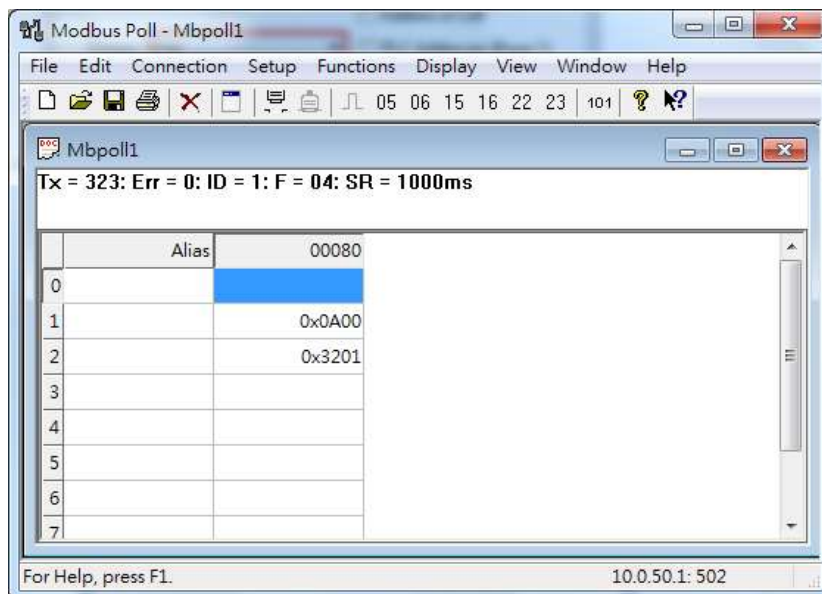 Modbus Poll - Mbpoll1
File Edit Connection Setup Functions Display View Window Help
05 06 15 16 22 23 101
Mbpoll1
Tx = 323: Err = 0: ID = 1: F = 04: SR = 1000ms
Alias 00080
0
1 0x0A00
2 0x3201
3
4
5
6
7
For Help, press F1. 10.0.50.1: 502